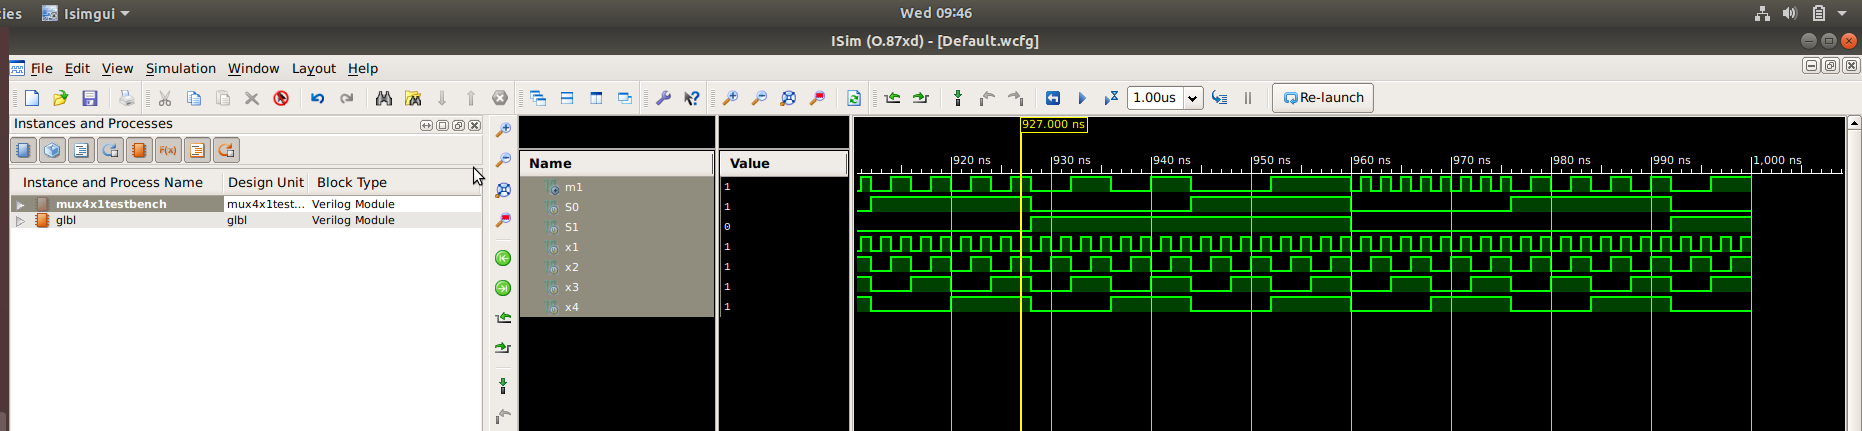 ies Isimgui Wed 09:46
ISim (O.87xd) - [Default.wcfg]
File Edit View Simulation Window Layout Help
1.00us Re-launch
Instances and Processes
F(x)
Instance and Process Name Design Unit Block Type
mux4x1testbench mux4x1test... Verilog Module
glbl glbl Verilog Module
Name Value
m1 1
S0 1
S1 0
x1 1
x2 1
x3 1
x4 1
927.000 ns
920 ns 930 ns 940 ns 950 ns 960 ns 970 ns 980 ns 990 ns 1,000 ns